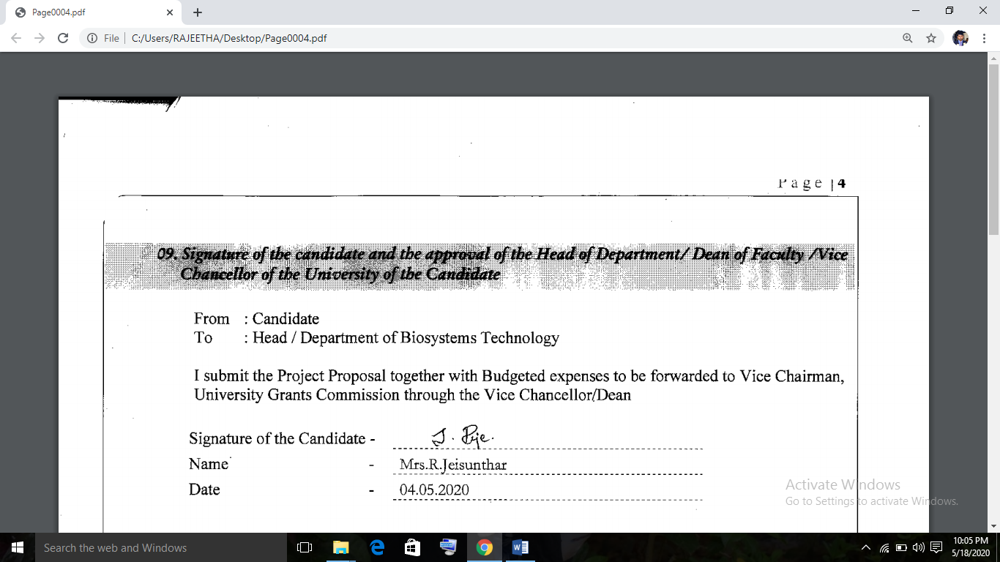 Page0004.pdf
File C:/Users/RAJEETHA/Desktop/Page0004.pdf
Page | 4
09. Signature of the candidate and the approval of the Head of Department/ Dean of Faculty /Vice
Chancellor of the University of the Candidate
From : Candidate
To : Head / Department of Biosystems Technology
I submit the Project Proposal together with Budgeted expenses to be forwarded to Vice Chairman,
University Grants Commission through the Vice Chancellor/Dean
Signature of the Candidate -
Name - Mrs.R.Jeisunthar
Date - 04.05.2020
Activate Windows
Go to Settings to activate Windows.
Search the web and Windows
10:05 PM
5/18/2020